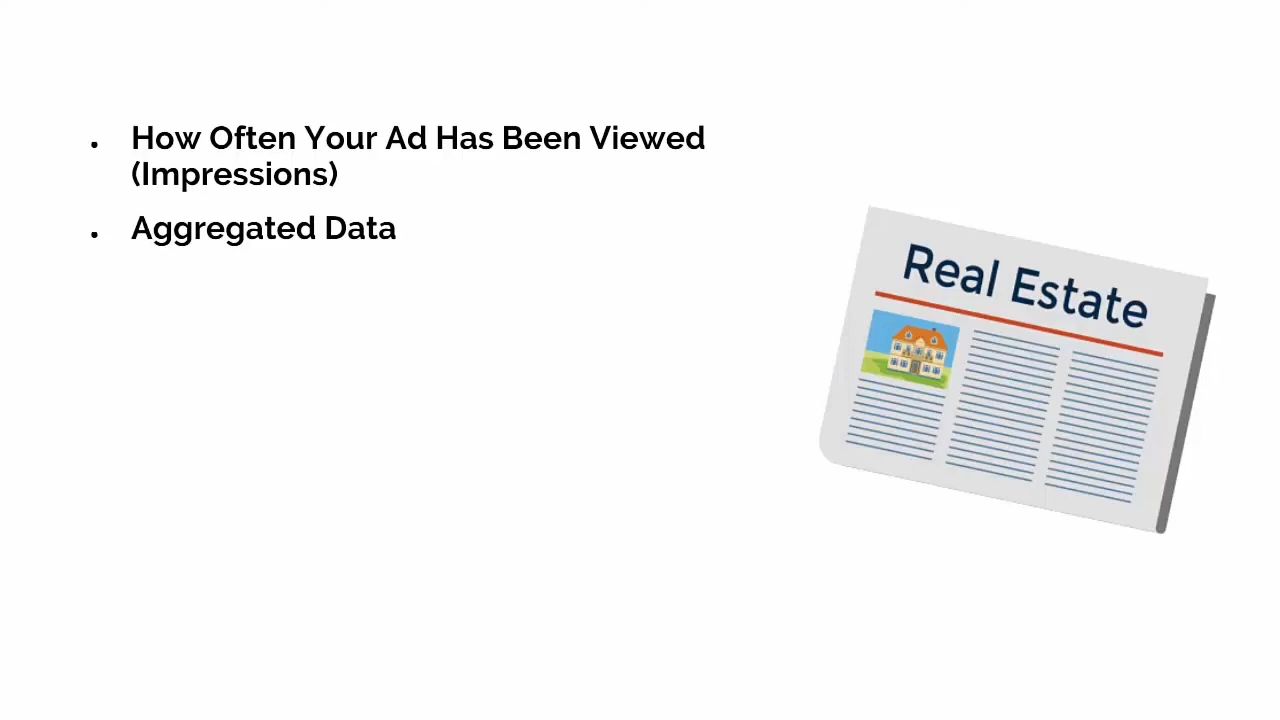 How Often Your Ad Has Been Viewed
(Impressions)
Aggregated Data
Real Estate